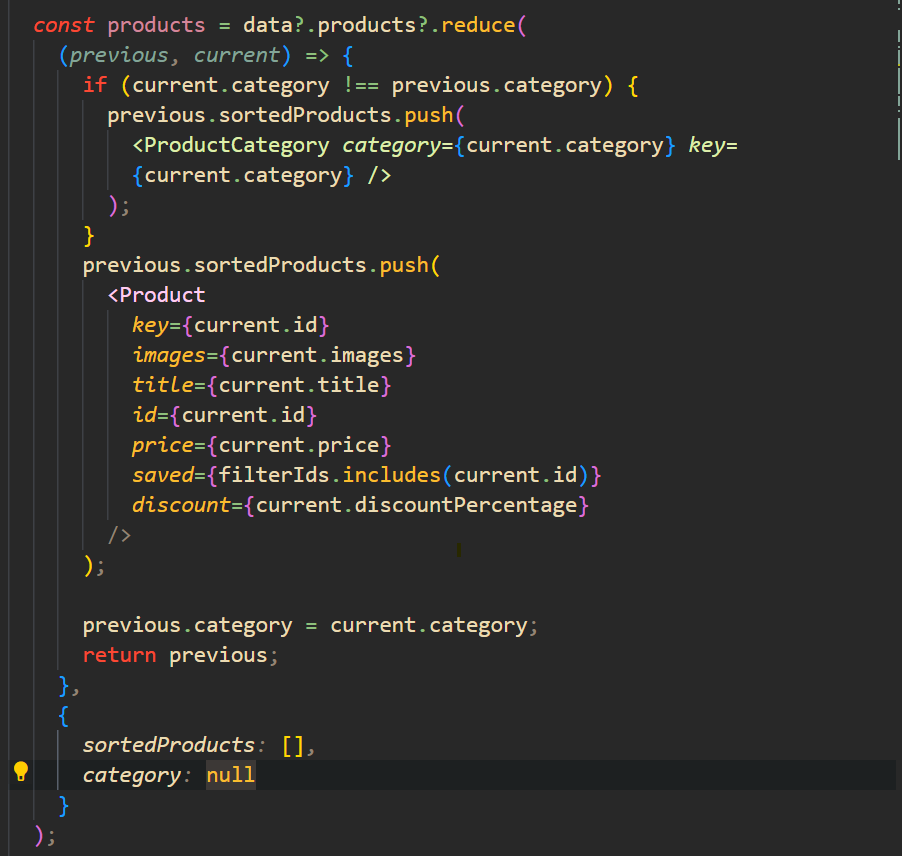 const products = data?.products?.reduce(
(previous, current) => {
if (current.category !== previous.category) {
previous.sortedProducts.push(
<ProductCategory category={current.category} key=
{current.category} />
);
}
previous.sortedProducts.push(
<Product
key={current.id}
images={current.images}
title={current.title}
id={current.id}
price={current.price}
saved={filterIds.includes(current.id)}
discount={current.discountPercentage}
/>
);
previous.category = current.category;
return previous;
},
{
sortedProducts: [],
category: null
}
);